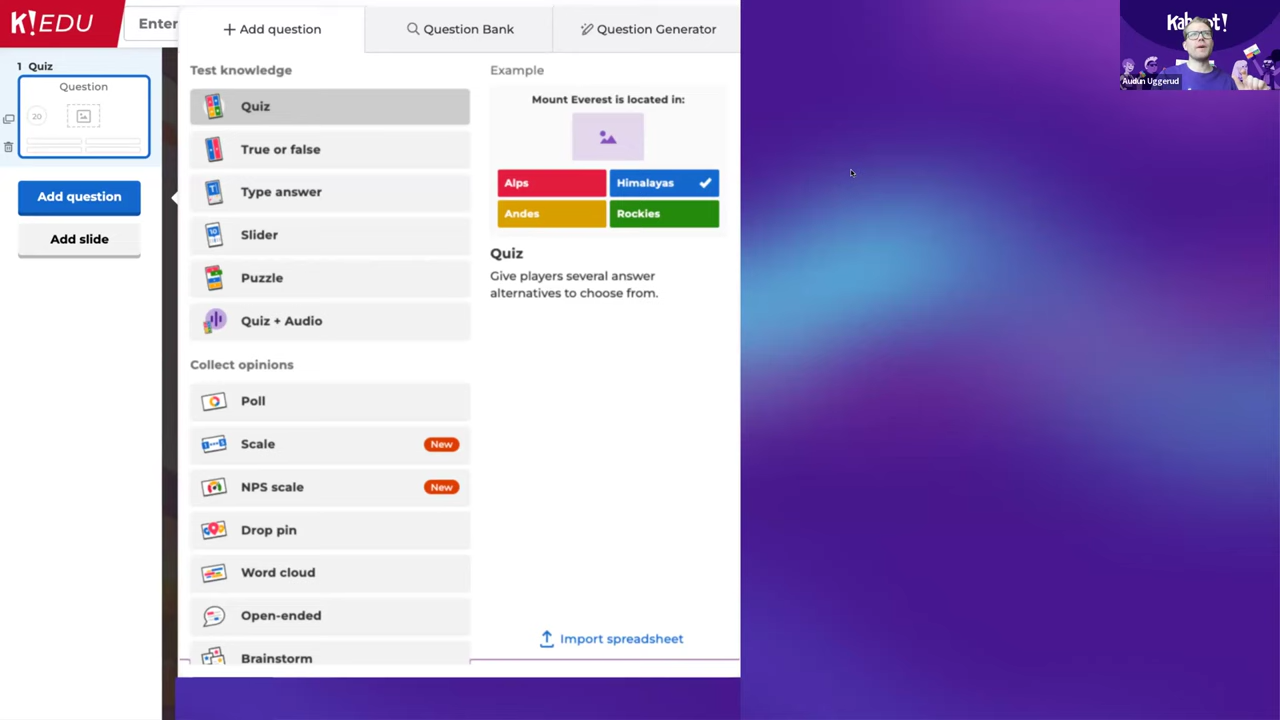 K!EDU
Enter
Add question
Question Bank
Question Generator
1 Quiz
Question
20
Add question
Add slide
Test knowledge
Quiz
True or false
Type answer
Slider
Puzzle
Quiz + Audio
Collect opinions
Poll
Scale
New
NPS scale
New
Drop pin
Word cloud
Open-ended
Brainstorm
Example
Mount Everest is located in:
Alps
Himalayas
Andes
Rockies
Quiz
Give players several answer
alternatives to choose from.
Import spreadsheet
Kahoot!
Audun Uggerud